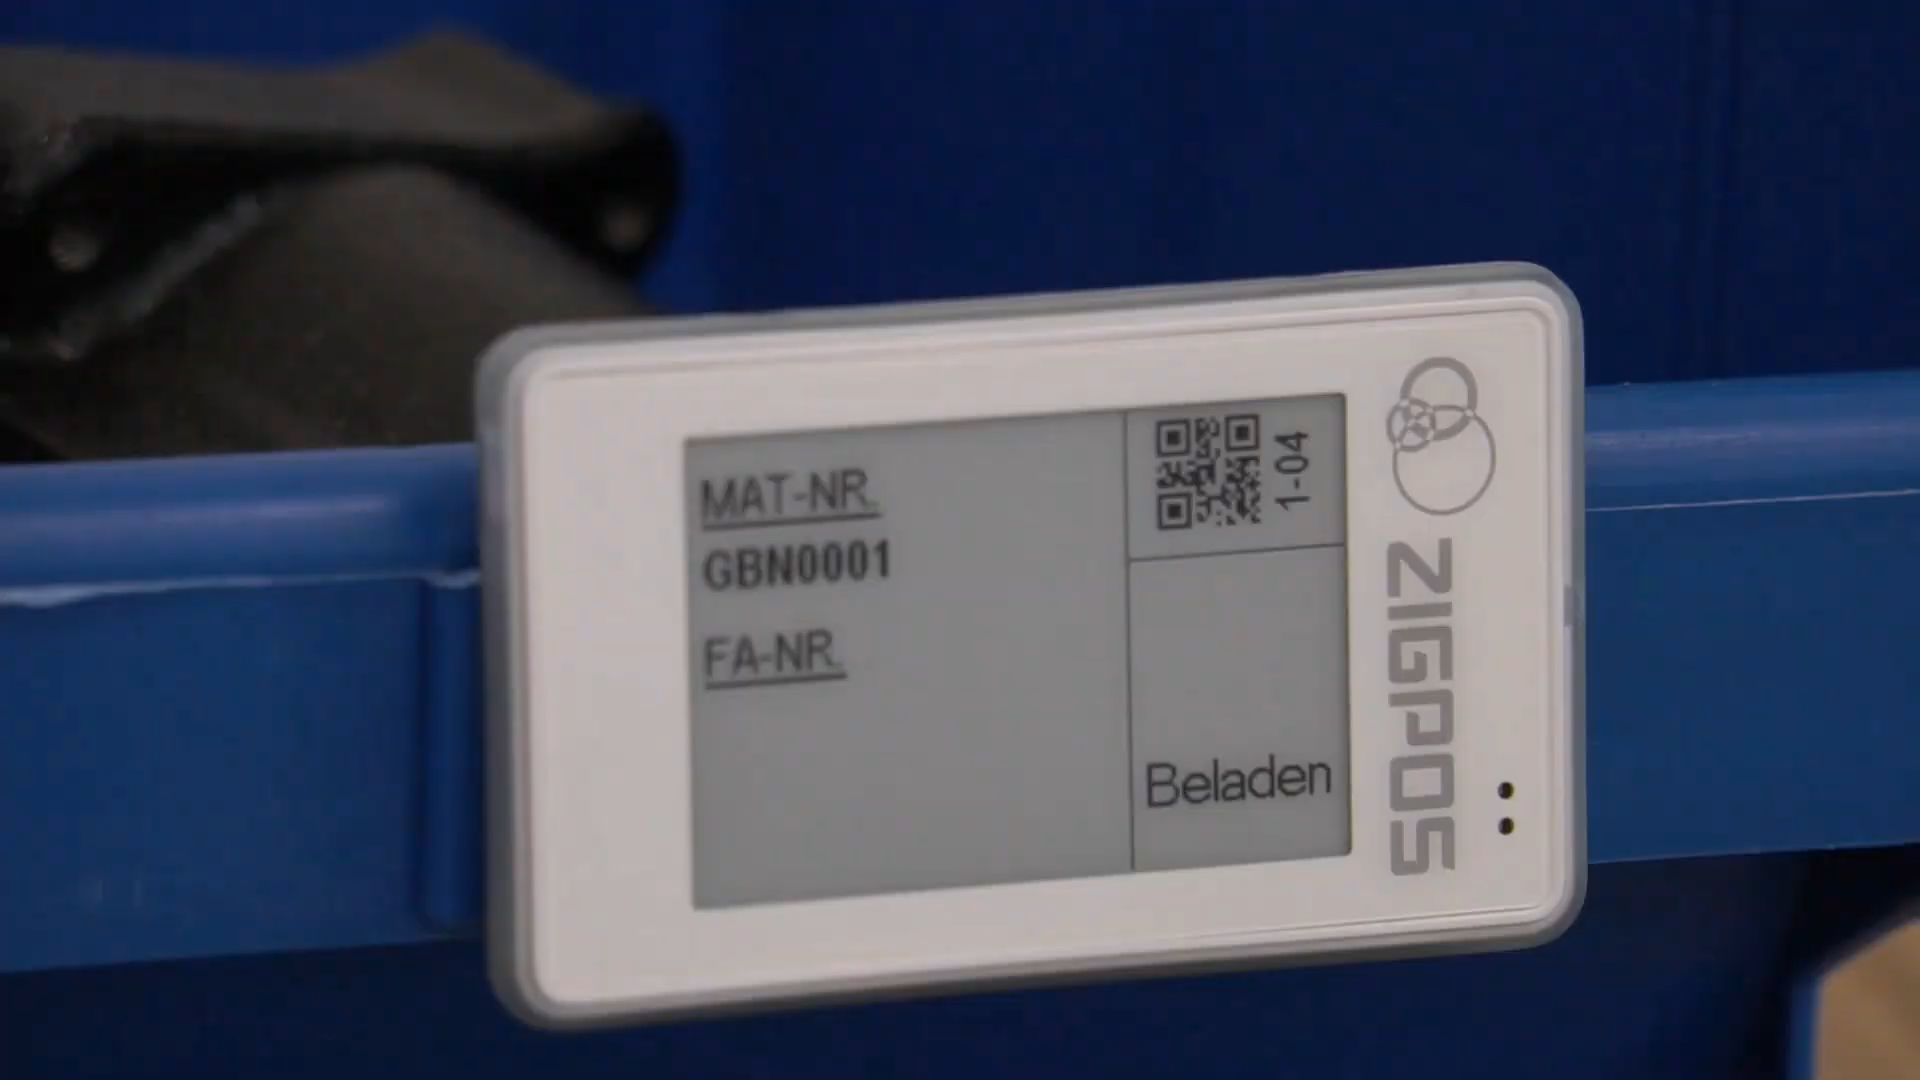 MAT-NR.
GBN0001
FA-NR.
1-04
Beladen
ZIGPOS